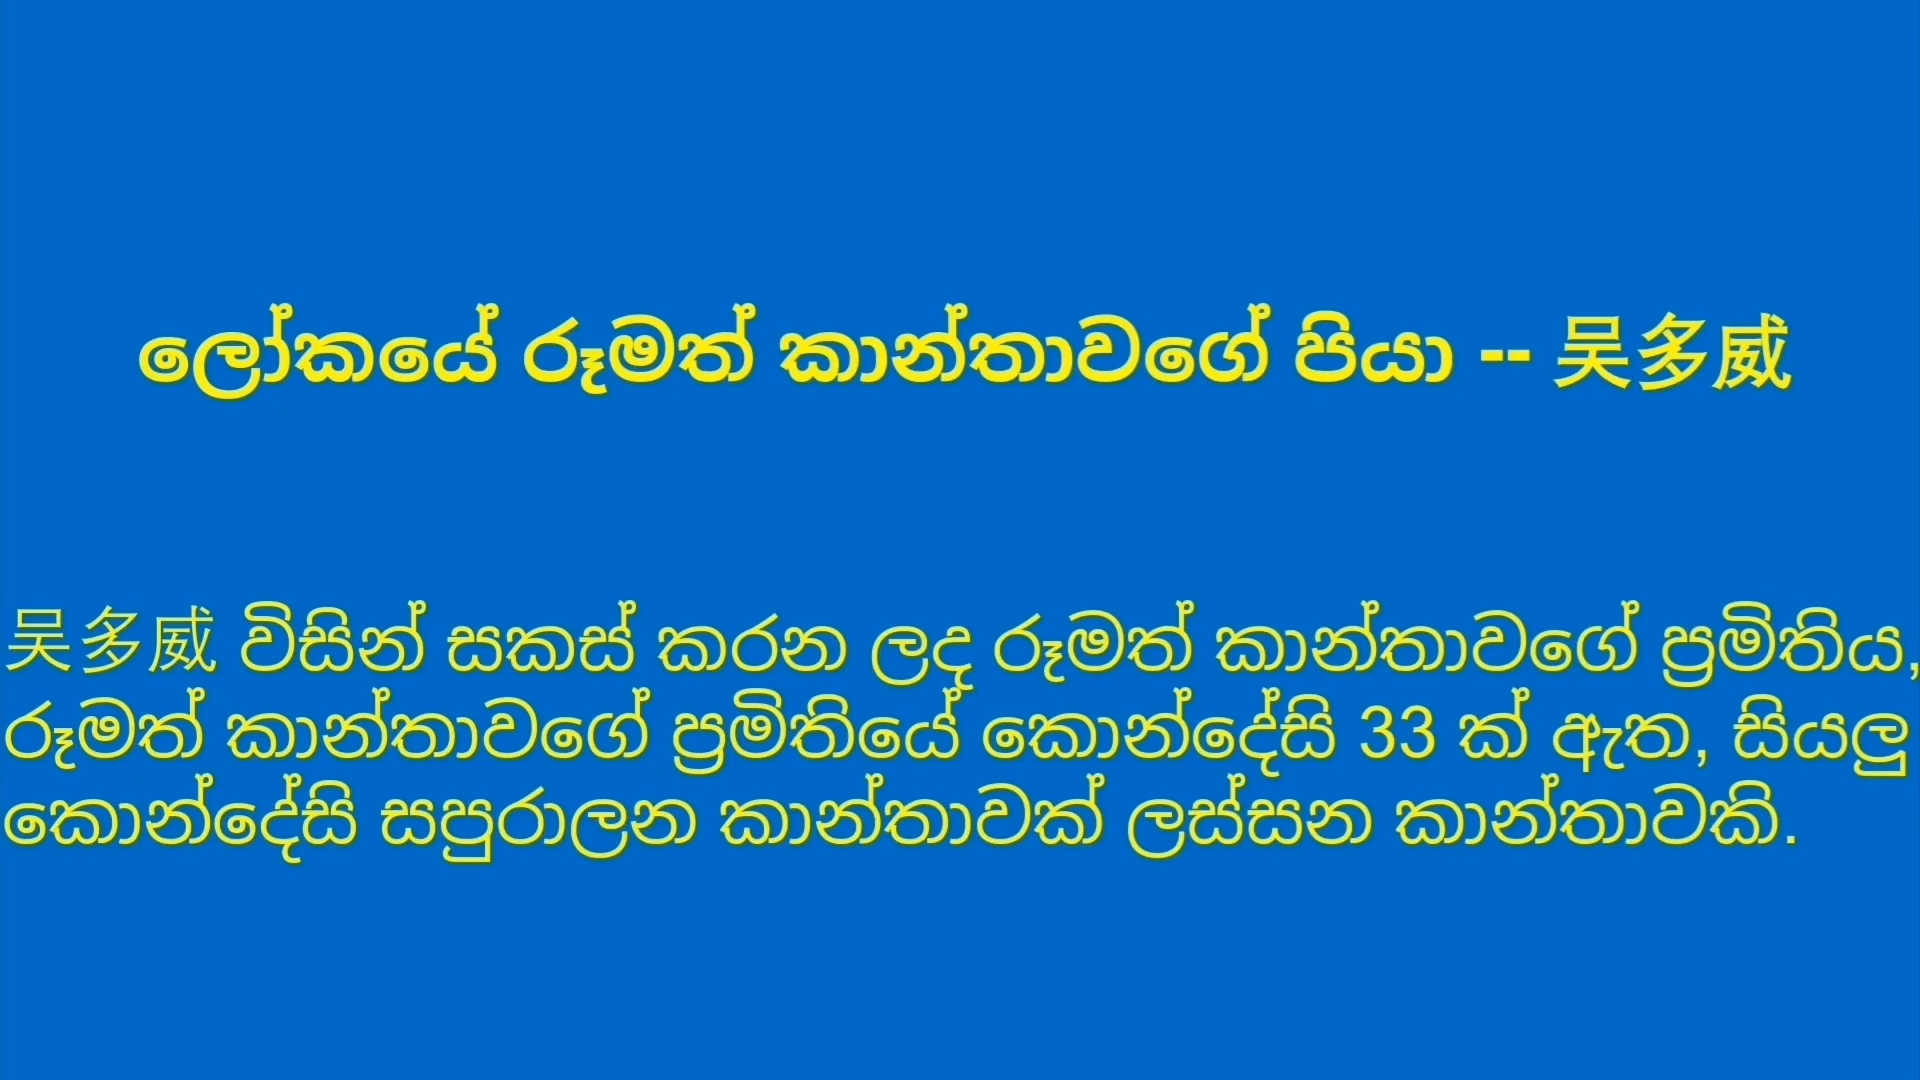 ලෝකයේ රූමත් කාන්තාවගේ පියා -- 吴多威
吴多威 විසින් සකස් කරන ලද රූමත් කාන්තාවගේ ප්‍රමිතිය,
රූමත් කාන්තාවගේ ප්‍රමිතියේ කොන්දේසි 33 ක් ඇත, සියලු
කොන්දේසි සපුරාලන කාන්තාවක් ලස්සන කාන්තාවකි.